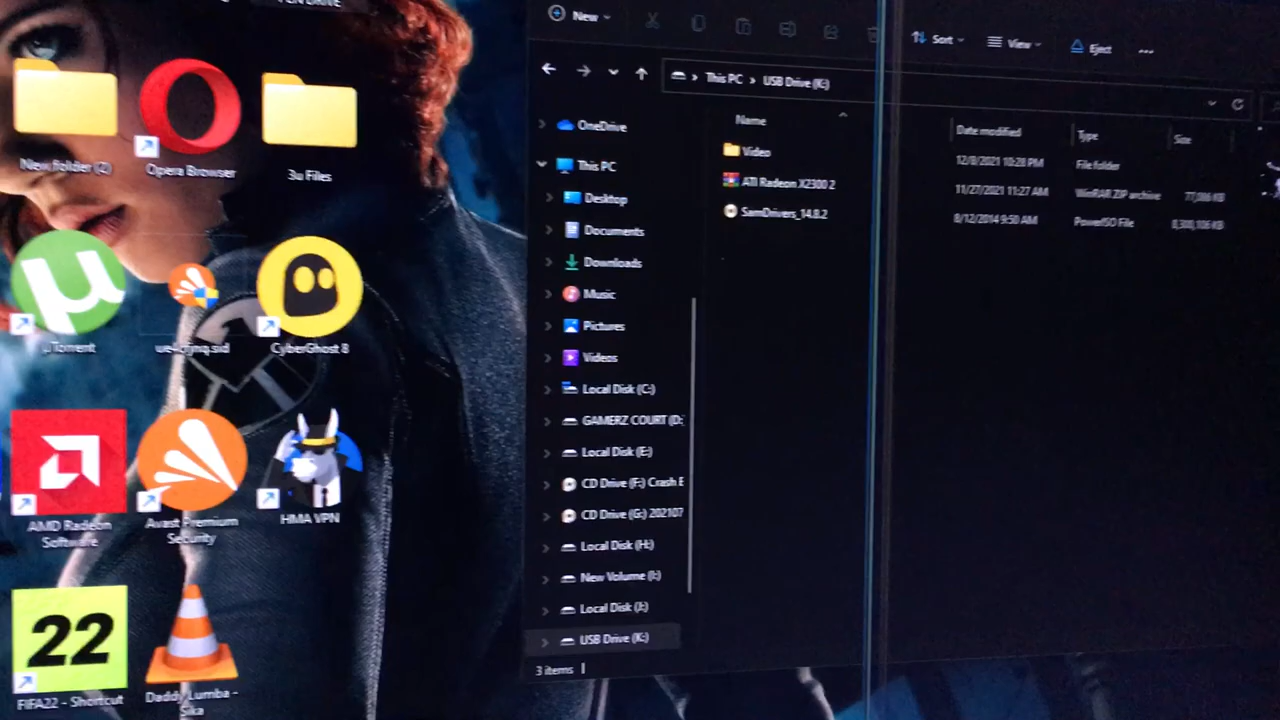 PEN DRIVE
New folder (2)
Opera Browser
3u Files
µTorrent
CyberGhost 8
AMD Radeon Software
Avast Premium Security
HMA VPN
22
FIFA22 - Shortcut
Daddy Lumba - Ska
New
Sort
View
Eject
This PC > USB Drive (K:)
OneDrive
This PC
Desktop
Documents
Downloads
Music
Pictures
Videos
Local Disk (C:)
GAMERZ COURT (D:
Local Disk (E:)
CD Drive (F:) Crash B
CD Drive (G:) 202107
Local Disk (H:)
New Volume (I:)
Local Disk (J:)
USB Drive (K:)
Name Date modified Type Size
Video 12/8/2021 10:28 PM File folder
ATI Radeon X2300 2 11/27/2021 11:27 AM WinRAR ZIP archive
SamDrivers_14.8.2 8/12/2014 9:50 AM PowerISO File
3 items